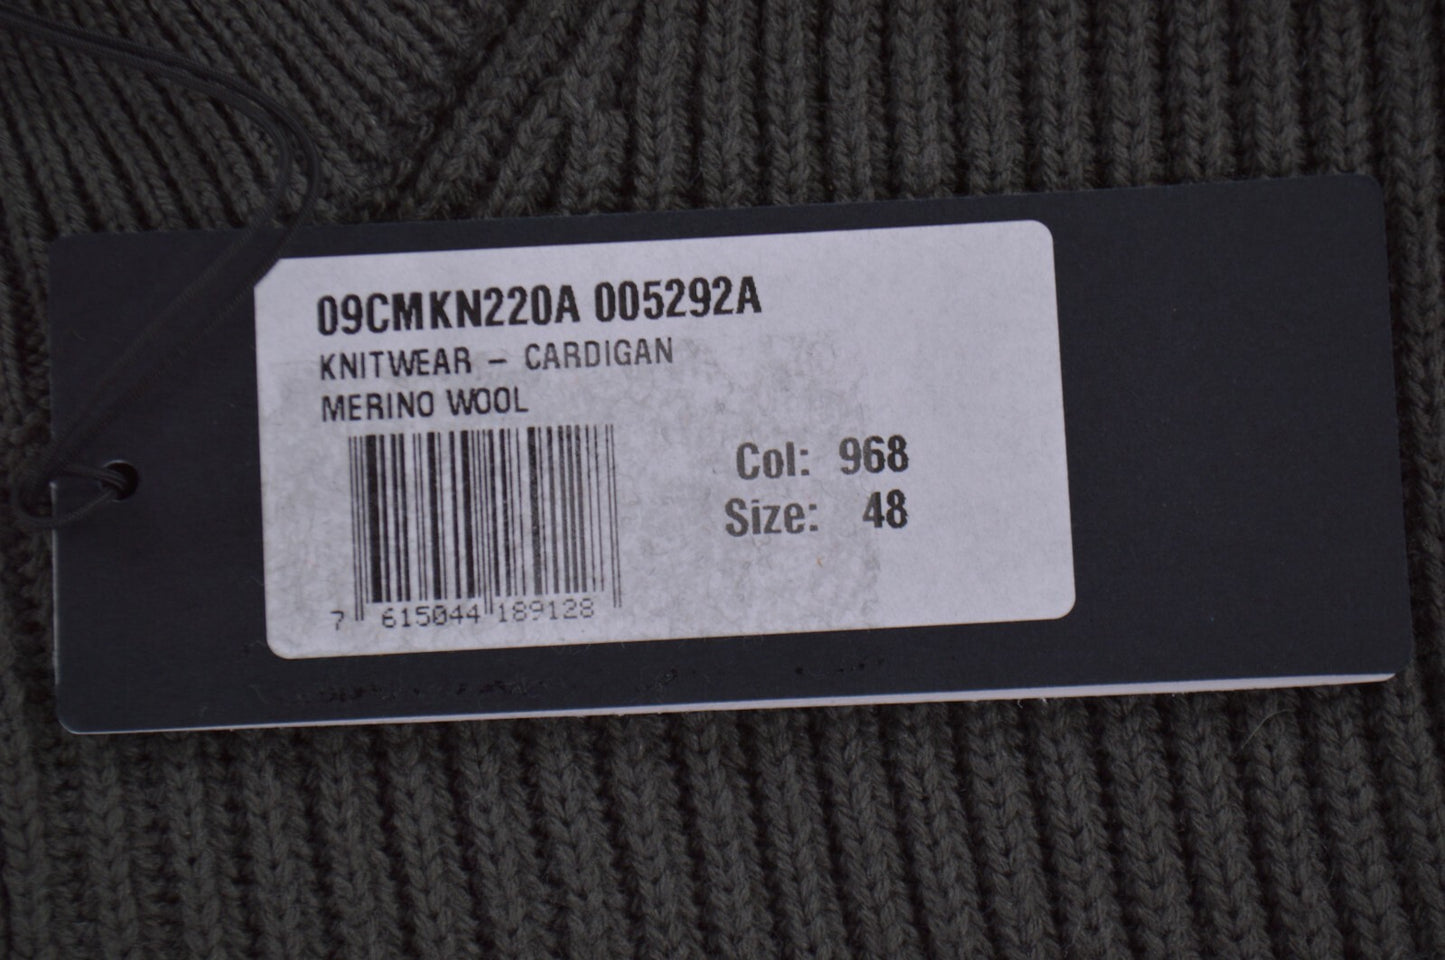 09CMKN220A 005292A
KNITWEAR – CARDIGAN
MERINO WOOL
Col: 968
Size: 48
7 615044 189128